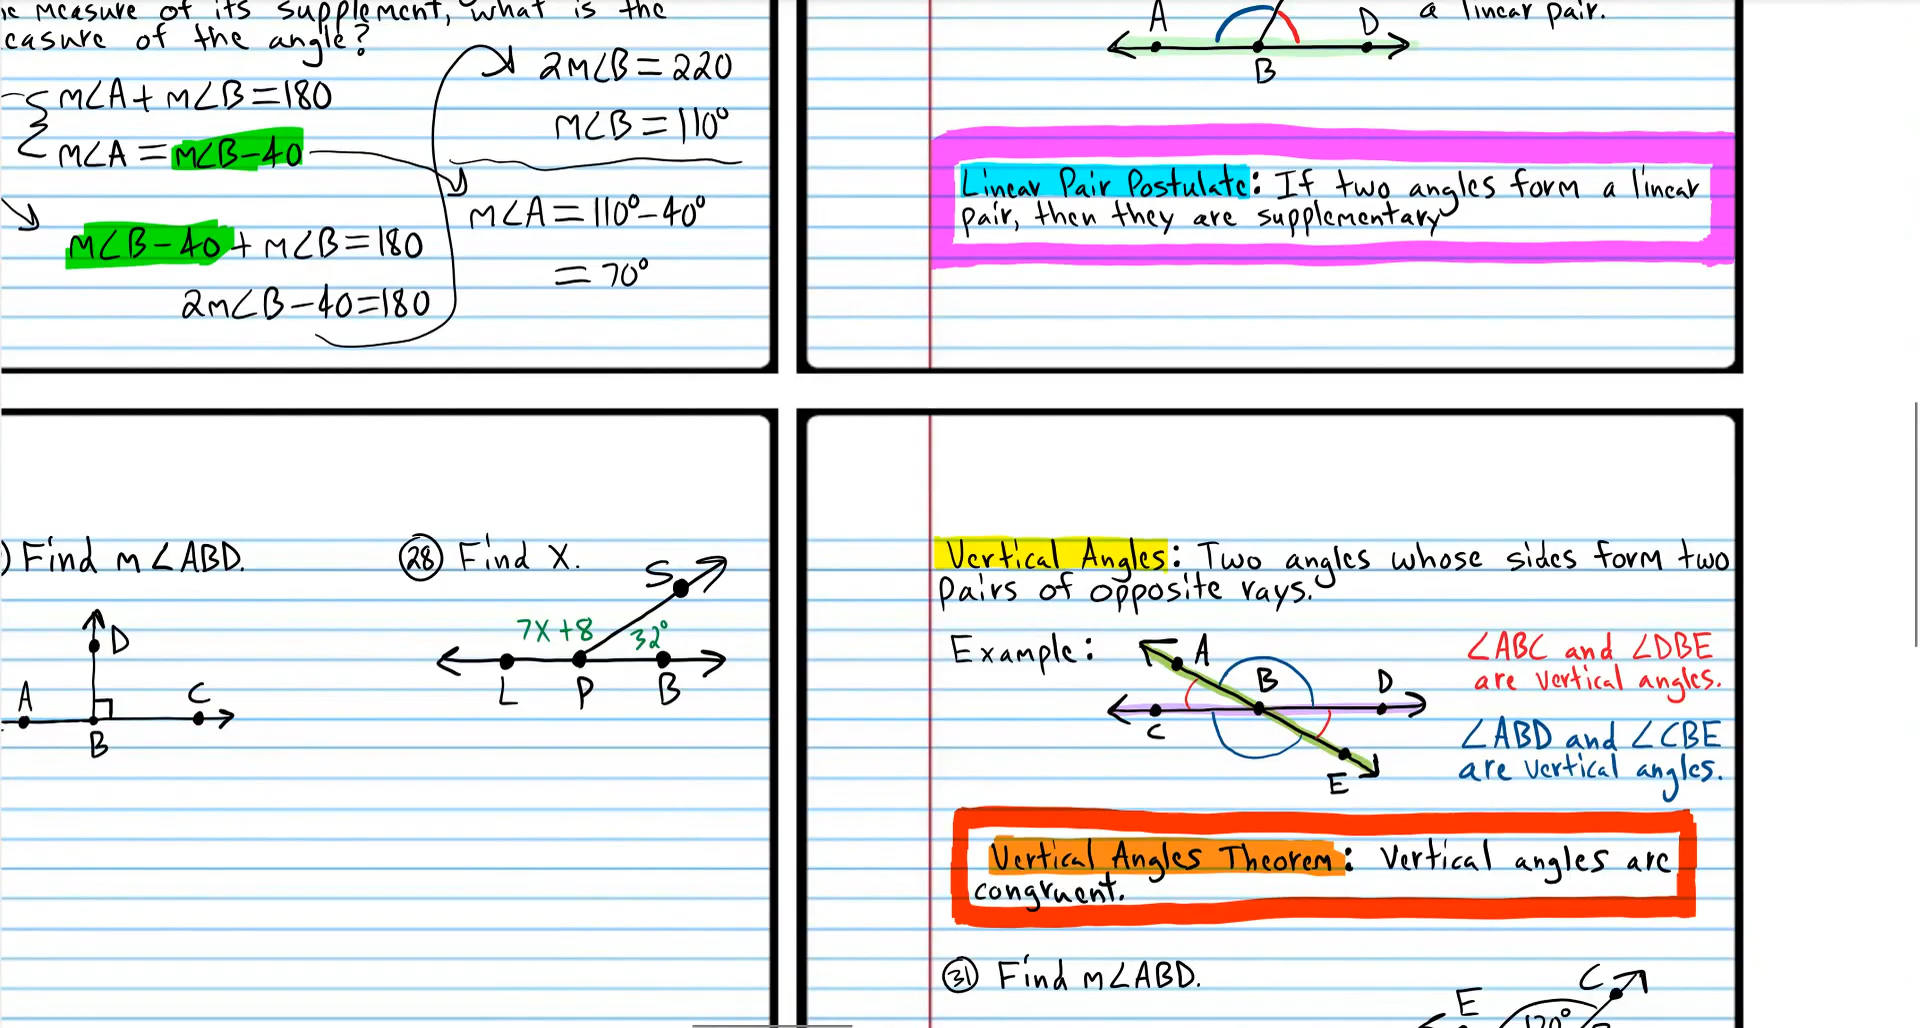 measure of its supplement, what is the
measure of the angle?
m∠A + m∠B = 180
m∠A = m∠B - 40
m∠B - 40 + m∠B = 180
2m∠B - 40 = 180
2m∠B = 220
m∠B = 110°
m∠A = 110° - 40°
= 70°
a linear pair.
A
D
B
Linear Pair Postulate: If two angles form a linear
pair, then they are supplementary
) Find m∠ABD.
D
A
C
B
28 Find X.
S
7X + 8
32°
L
P
B
Vertical Angles: Two angles whose sides form two
pairs of opposite rays.
Example:
A
B
D
C
E
∠ABC and ∠DBE
are vertical angles.
∠ABD and ∠CBE
are vertical angles.
Vertical Angles Theorem: Vertical angles are
congruent.
31 Find m∠ABD.
C
E
120°